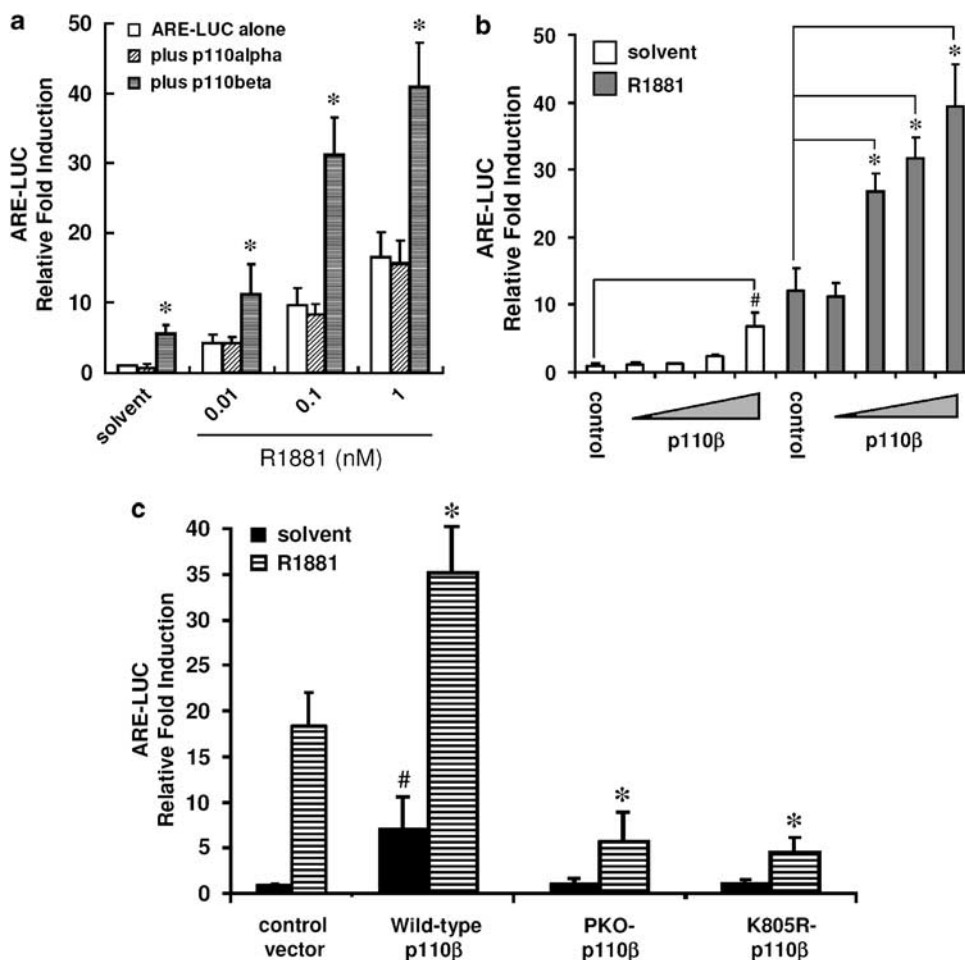 a
ARE-LUC
Relative Fold Induction
50
40
30
20
10
0
ARE-LUC alone
plus p110alpha
plus p110beta
*
*
*
*
solvent
0.01
0.1
1
R1881 (nM)
b
ARE-LUC
Relative Fold Induction
50
40
30
20
10
0
solvent
R1881
#
*
*
*
control
p110β
control
p110β
c
ARE-LUC
Relative Fold Induction
40
35
30
25
20
15
10
5
0
solvent
R1881
#
*
*
*
control
vector
Wild-type
p110β
PKO-
p110β
K805R-
p110β